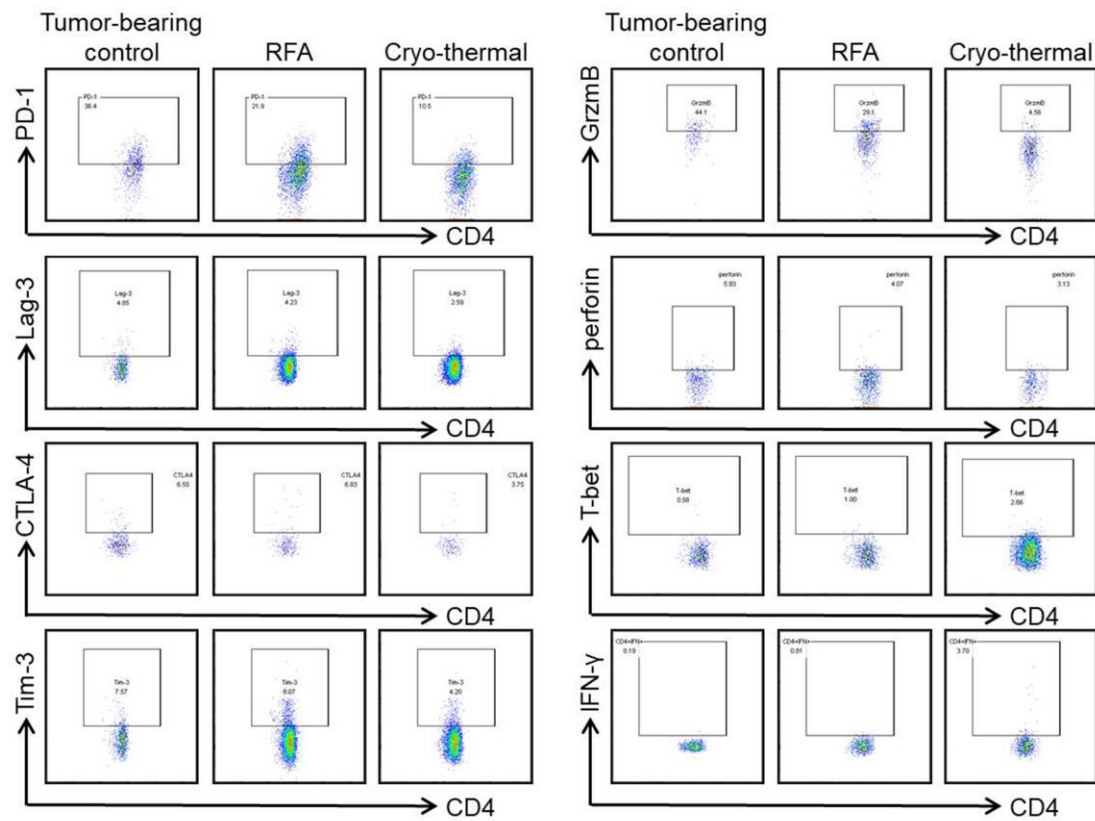 Tumor-bearing
control
RFA
Cryo-thermal
PD-1
PD-1
36.4
PD-1
21.9
PD-1
10.5
CD4
Lag-3
Lag-3
4.85
Lag-3
4.23
Lag-3
2.59
CD4
CTLA-4
CTLA4
6.55
CTLA4
6.83
CTLA4
3.75
CD4
Tim-3
Tim-3
7.57
Tim-3
8.07
Tim-3
4.20
CD4
Tumor-bearing
control
RFA
Cryo-thermal
GrzmB
GrzmB
44.1
GrzmB
29.1
GrzmB
4.56
CD4
perforin
perforin
5.93
perforin
4.07
perforin
3.13
CD4
T-bet
T-bet
0.58
T-bet
1.00
T-bet
2.66
CD4
IFN-γ
CD4+IFN+
0.19
CD4+IFN+
0.81
CD4+IFN+
3.70
CD4